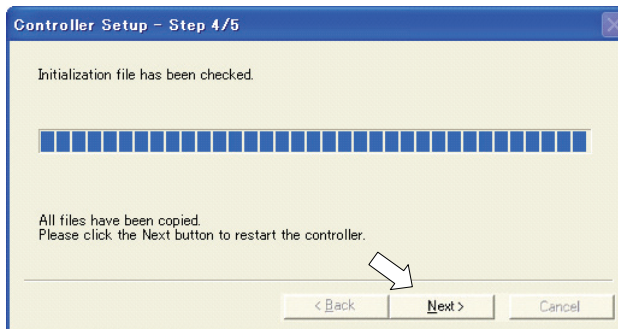 Controller Setup - Step 4/5
Initialization file has been checked.
All files have been copied.
Please click the Next button to restart the controller.
< Back
Next >
Cancel